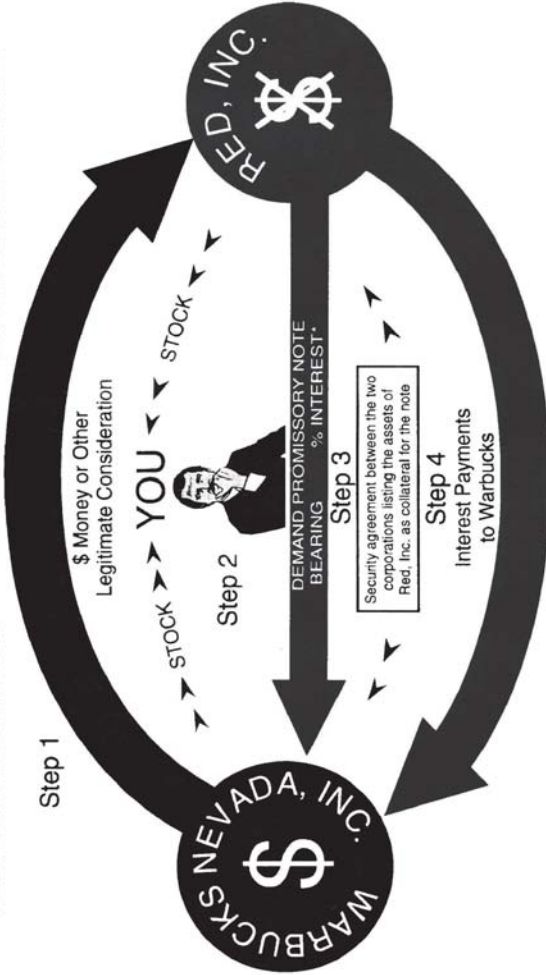 Step 1
$ Money or Other
Legitimate Consideration
STOCK
YOU
STOCK
Step 2
WARBUCKS NEVADA, INC.
$
RED, INC.
$
DEMAND PROMISSORY NOTE
BEARING % INTEREST*
Step 3
Security agreement between the two
corporations listing the assets of
Red, Inc. as collateral for the note
Step 4
Interest Payments
to Warbucks